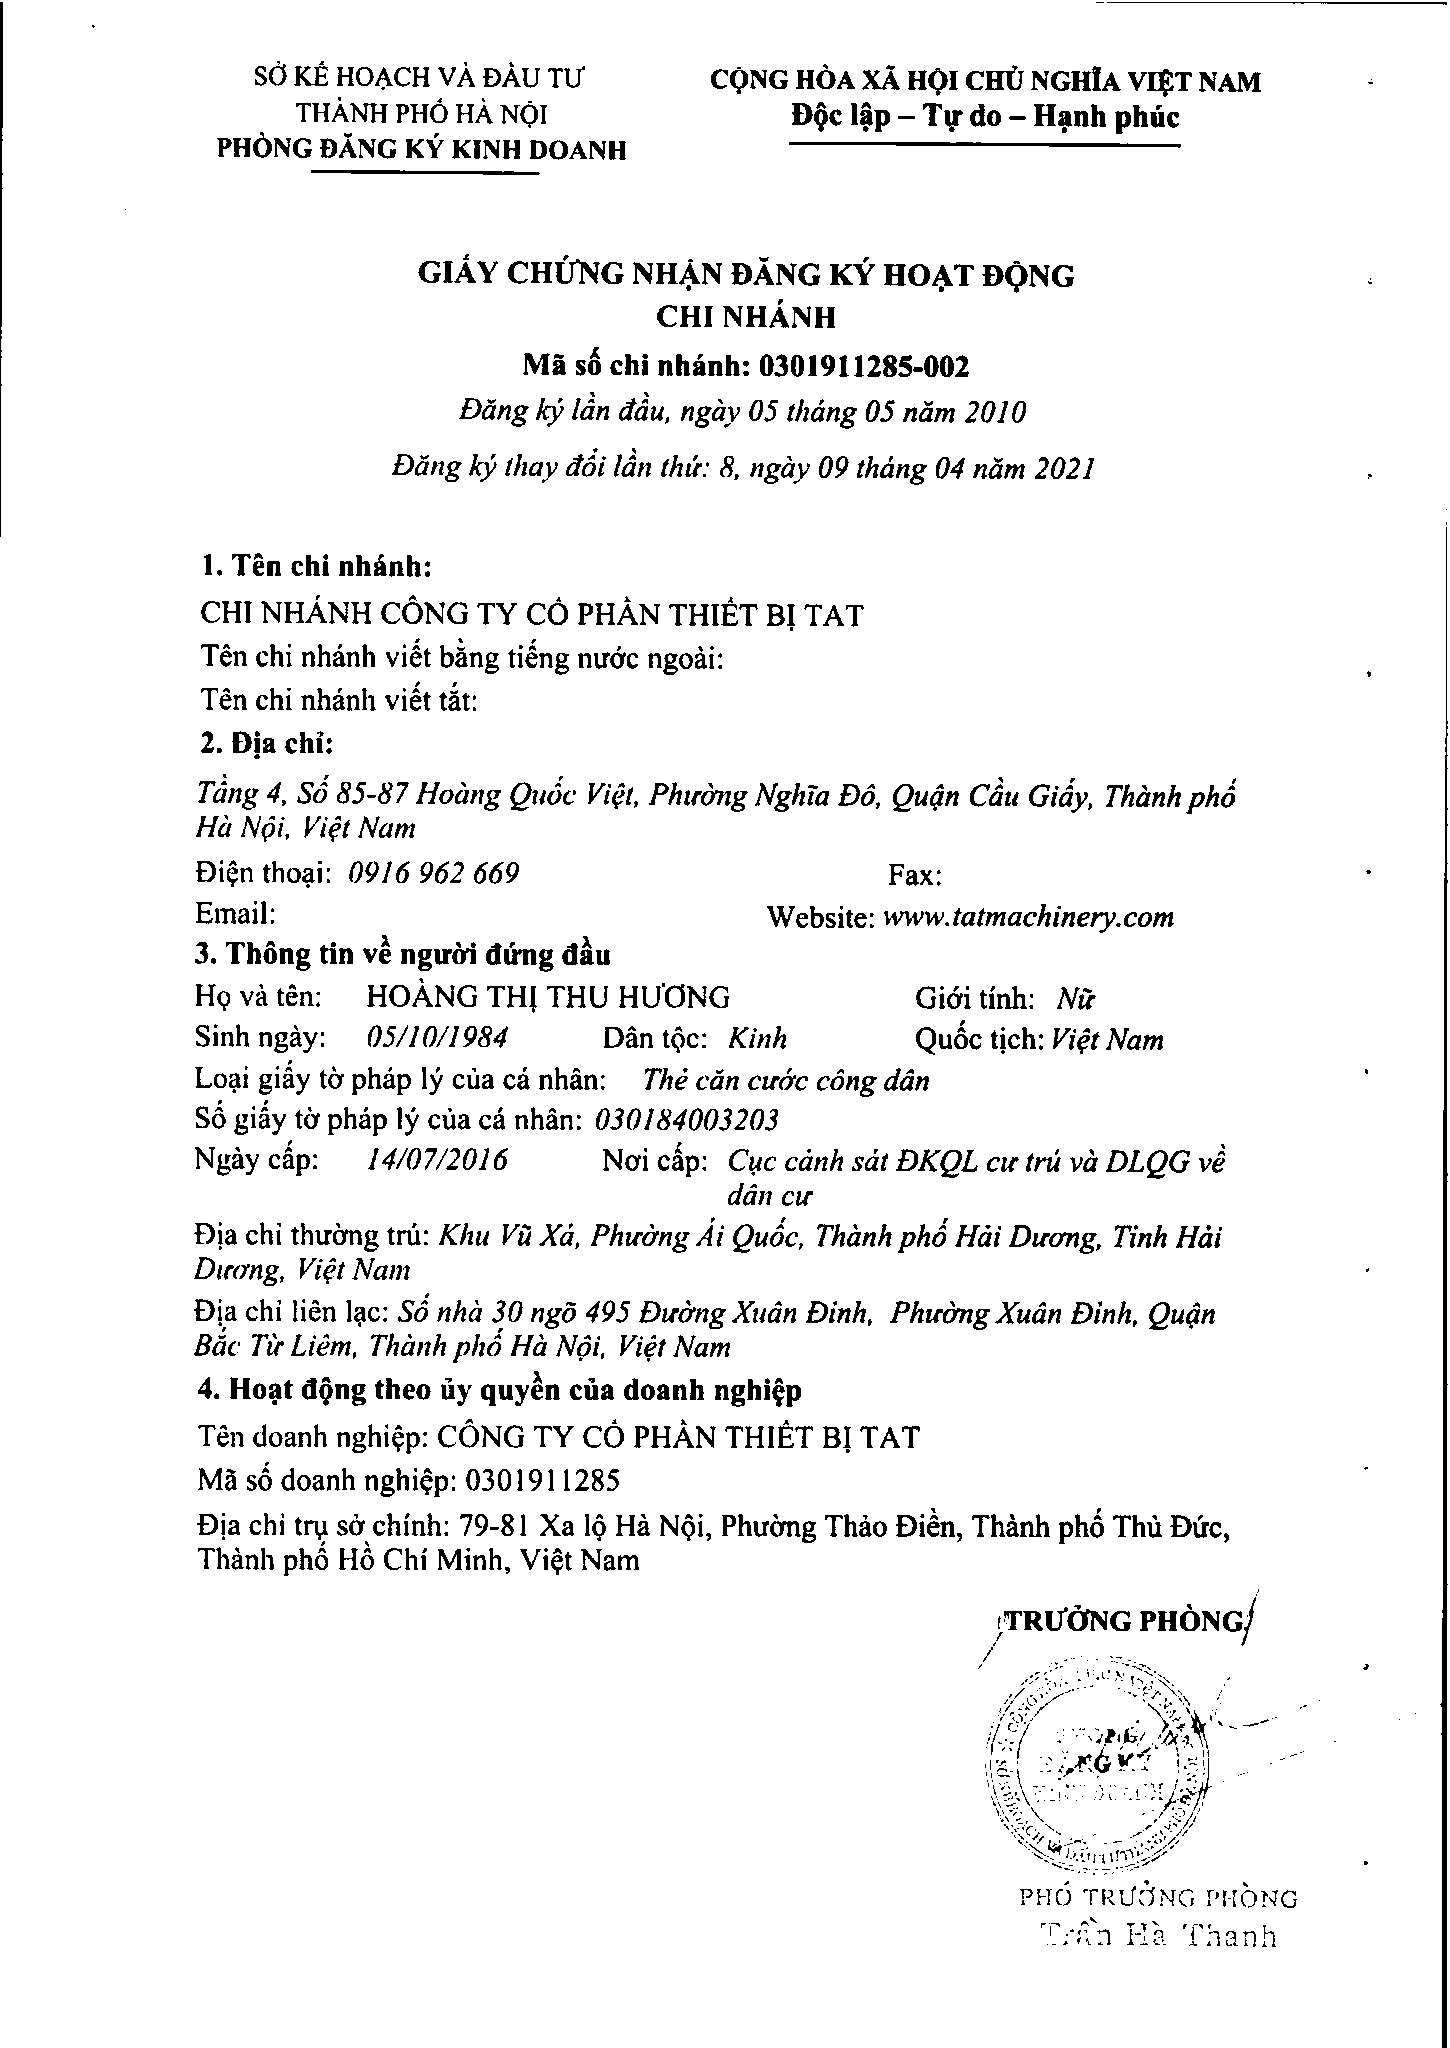 SỞ KẾ HOẠCH VÀ ĐẦU TƯ
THÀNH PHỐ HÀ NỘI
PHÒNG ĐĂNG KÝ KINH DOANH
CỘNG HÒA XÃ HỘI CHỦ NGHĨA VIỆT NAM
Độc lập – Tự do – Hạnh phúc
GIẤY CHỨNG NHẬN ĐĂNG KÝ HOẠT ĐỘNG
CHI NHÁNH
Mã số chi nhánh: 0301911285-002
Đăng ký lần đầu, ngày 05 tháng 05 năm 2010
Đăng ký thay đổi lần thứ: 8, ngày 09 tháng 04 năm 2021
1. Tên chi nhánh:
CHI NHÁNH CÔNG TY CỔ PHẦN THIẾT BỊ TAT
Tên chi nhánh viết bằng tiếng nước ngoài:
Tên chi nhánh viết tắt:
2. Địa chỉ:
Tầng 4, Số 85-87 Hoàng Quốc Việt, Phường Nghĩa Đô, Quận Cầu Giấy, Thành phố
Hà Nội, Việt Nam
Điện thoại: 0916 962 669 Fax:
Email: Website: www.tatmachinery.com
3. Thông tin về người đứng đầu
Họ và tên: HOÀNG THỊ THU HƯƠNG Giới tính: Nữ
Sinh ngày: 05/10/1984 Dân tộc: Kinh Quốc tịch: Việt Nam
Loại giấy tờ pháp lý của cá nhân: Thẻ căn cước công dân
Số giấy tờ pháp lý của cá nhân: 030184003203
Ngày cấp: 14/07/2016 Nơi cấp: Cục cảnh sát ĐKQL cư trú và DLQG về
dân cư
Địa chỉ thường trú: Khu Vũ Xá, Phường Ái Quốc, Thành phố Hải Dương, Tỉnh Hải
Dương, Việt Nam
Địa chỉ liên lạc: Số nhà 30 ngõ 495 Đường Xuân Đỉnh, Phường Xuân Đỉnh, Quận
Bắc Từ Liêm, Thành phố Hà Nội, Việt Nam
4. Hoạt động theo ủy quyền của doanh nghiệp
Tên doanh nghiệp: CÔNG TY CỔ PHẦN THIẾT BỊ TAT
Mã số doanh nghiệp: 0301911285
Địa chỉ trụ sở chính: 79-81 Xa lộ Hà Nội, Phường Thảo Điền, Thành phố Thủ Đức,
Thành phố Hồ Chí Minh, Việt Nam
TRƯỞNG PHÒNG
PHÓ TRƯỞNG PHÒNG
Trần Hà Thanh